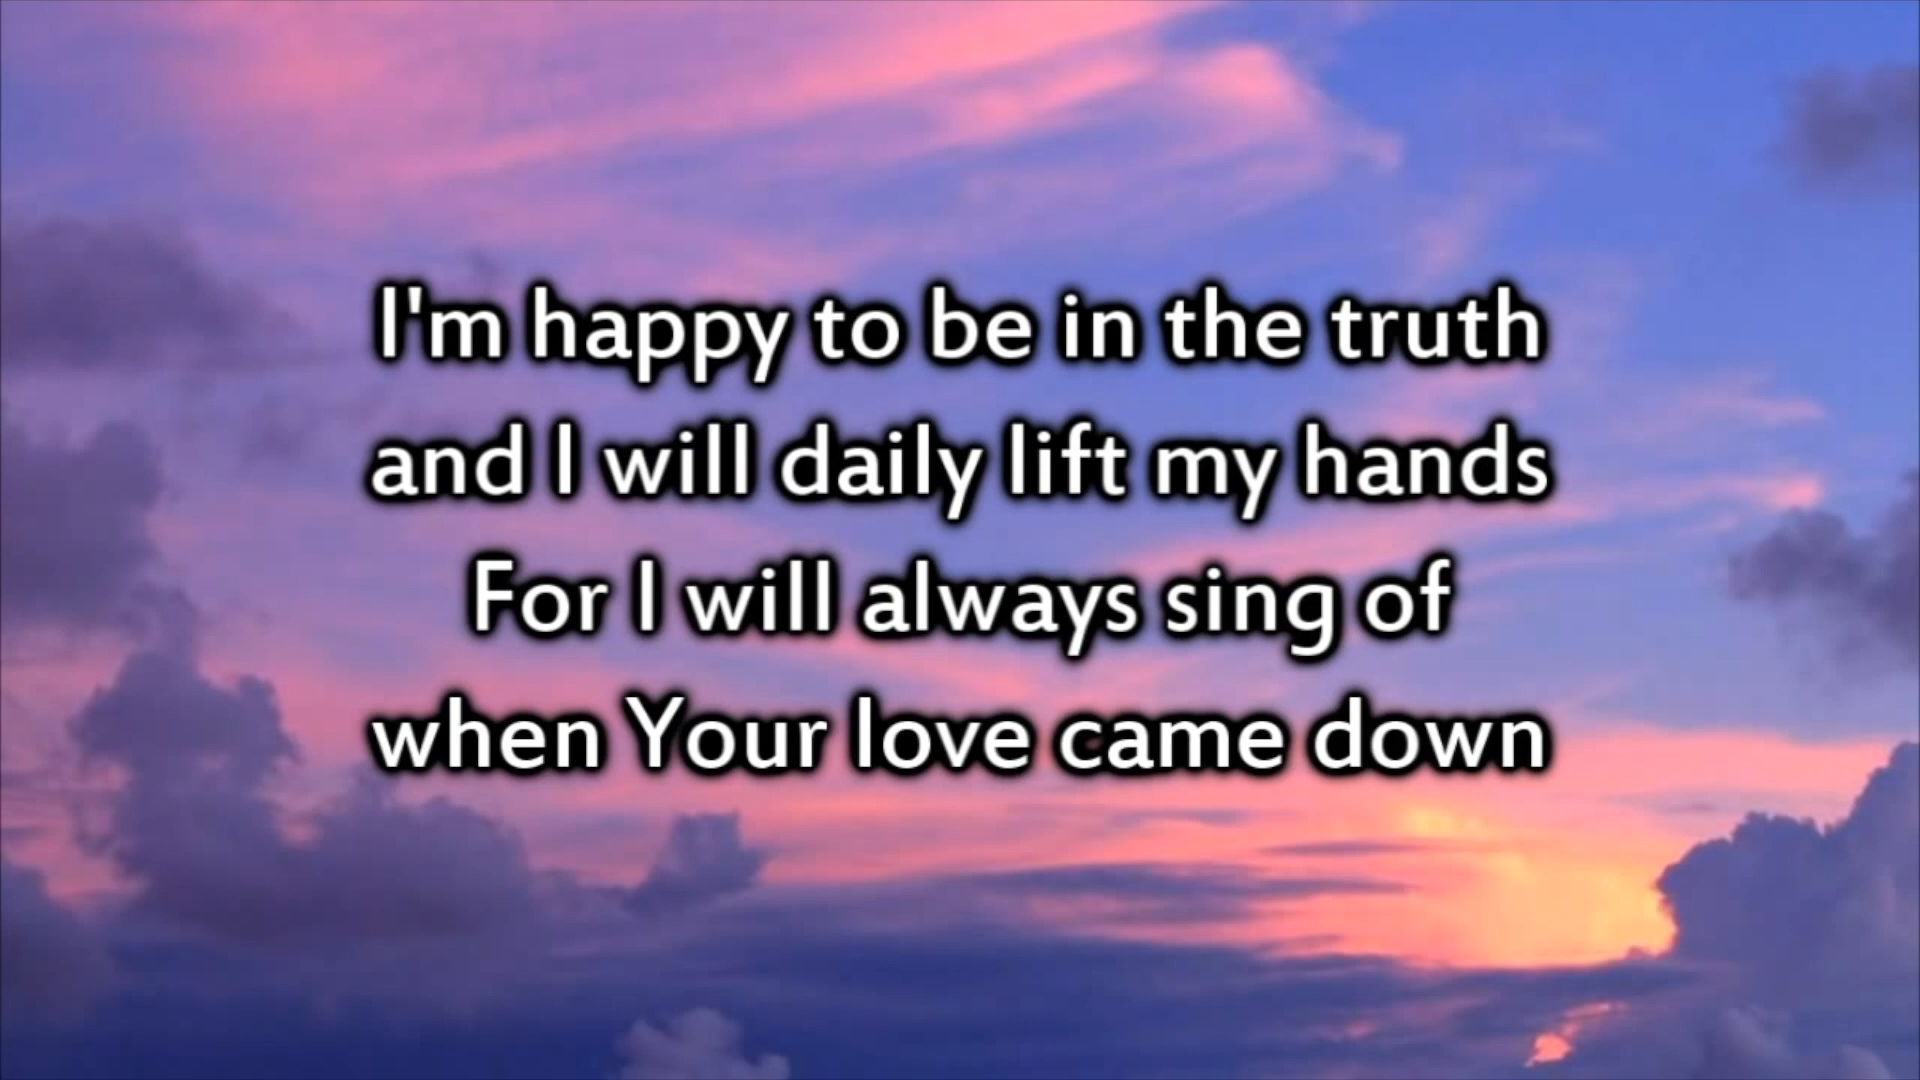 I'm happy to be in the truth
and I will daily lift my hands
For I will always sing of
when Your love came down